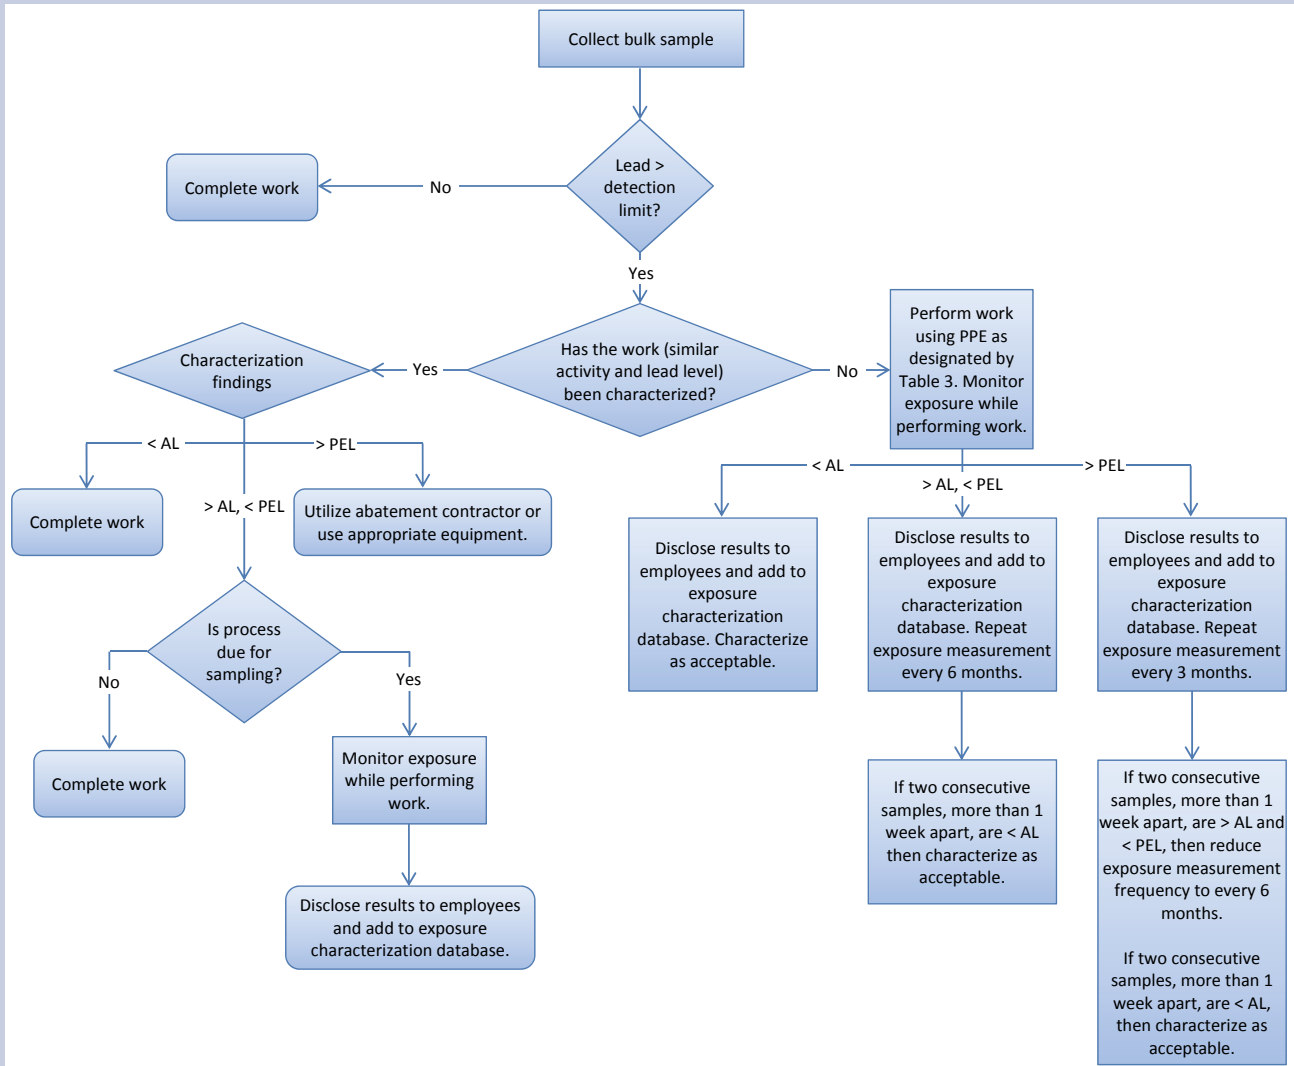 Collect bulk sample
Lead >
detection
limit?
No
Complete work
Yes
Has the work (similar
activity and lead level)
been characterized?
Yes
Characterization
findings
No
Perform work
using PPE as
designated by
Table 3. Monitor
exposure while
performing work.
< AL
> PEL
> AL, < PEL
Complete work
Utilize abatement contractor or
use appropriate equipment.
Is process
due for
sampling?
No
Yes
Complete work
Monitor exposure
while performing
work.
Disclose results to employees
and add to exposure
characterization database.
< AL
> AL, < PEL
> PEL
Disclose results to
employees and add to
exposure
characterization
database. Characterize
as acceptable.
Disclose results to
employees and add to
exposure
characterization
database. Repeat
exposure measurement
every 6 months.
Disclose results to
employees and add to
exposure
characterization
database. Repeat
exposure measurement
every 3 months.
If two consecutive
samples, more than 1
week apart, are < AL
then characterize as
acceptable.
If two consecutive
samples, more than 1
week apart, are > AL and
< PEL, then reduce
exposure measurement
frequency to every 6
months.
If two consecutive
samples, more than 1
week apart, are < AL,
then characterize as
acceptable.